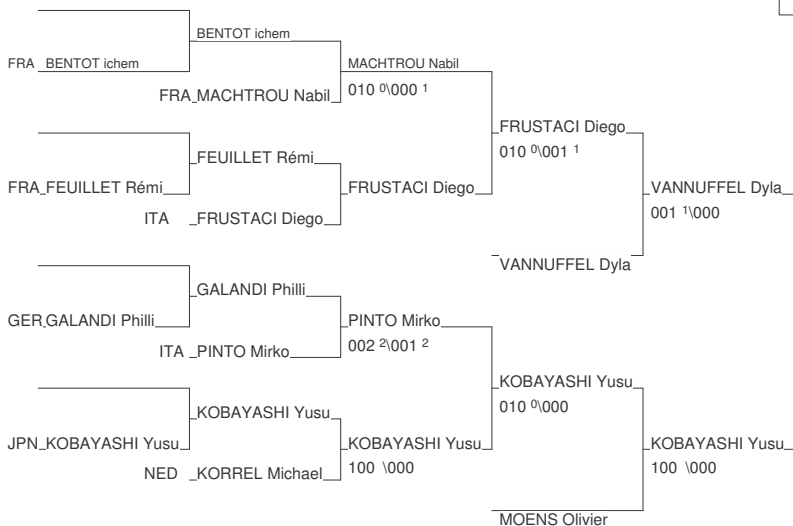 BENTOT ichem
FRA BENTOT ichem
MACHTROU Nabil
010 0\000 1
FRA MACHTROU Nabil
FRUSTACI Diego
010 0\001 1
FEUILLET Rémi
FRA FEUILLET Rémi
FRUSTACI Diego
VANNUFFEL Dyla
001 1\000
ITA FRUSTACI Diego
VANNUFFEL Dyla
GALANDI Philli
GER GALANDI Philli
PINTO Mirko
002 2\001 2
ITA PINTO Mirko
KOBAYASHI Yusu
010 0\000
KOBAYASHI Yusu
JPN KOBAYASHI Yusu
KOBAYASHI Yusu
100 \000
KOBAYASHI Yusu
100 \000
NED KORREL Michael
MOENS Olivier